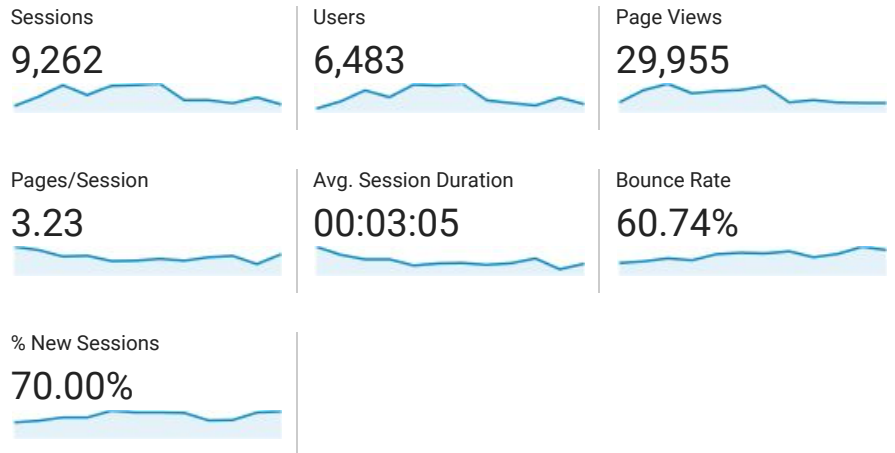 Sessions
9,262
Users
6,483
Page Views
29,955
Pages/Session
3.23
Avg. Session Duration
00:03:05
Bounce Rate
60.74%
% New Sessions
70.00%